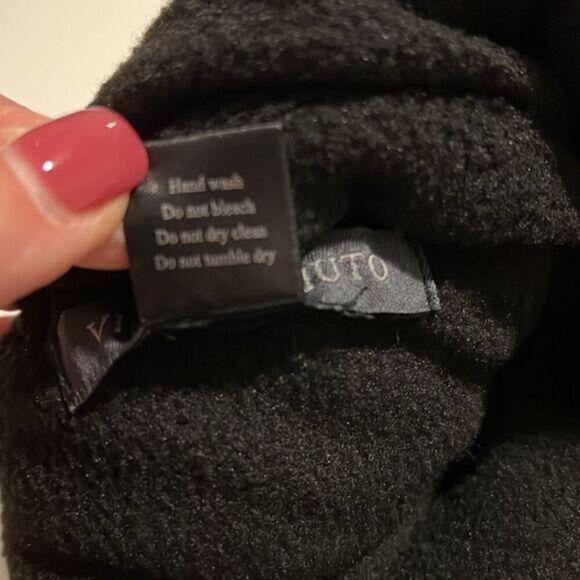 Hand wash
Do not bleach
Do not dry clean
Do not tumble dry